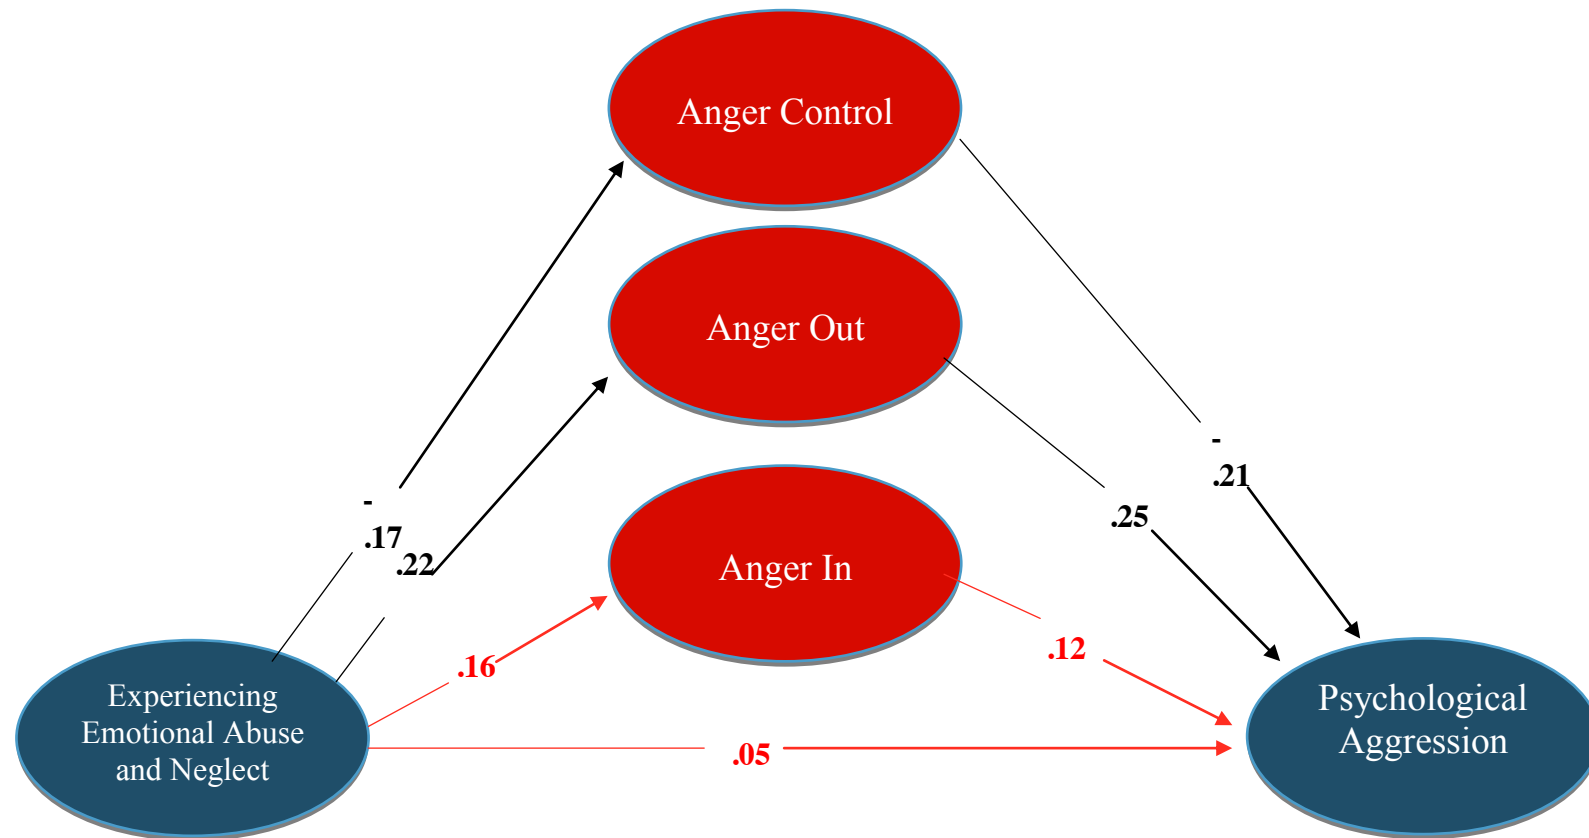 Anger Control
Anger Out
-
.21
-
.17
.25
.22
Anger In
.16
.12
Experiencing
Emotional Abuse
and Neglect
.05
Psychological
Aggression